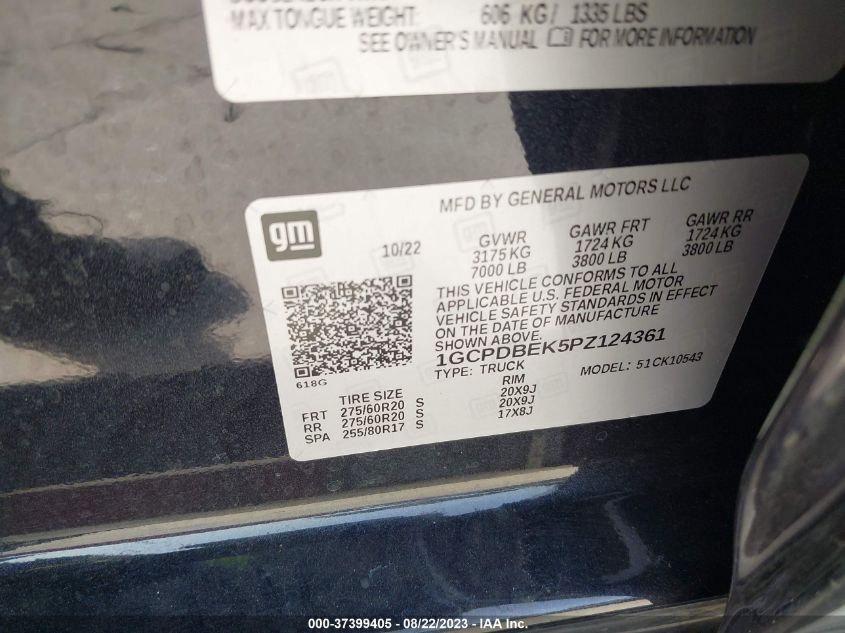 MAX TONGUE WEIGHT: 606 KG / 1335 LBS
SEE OWNER'S MANUAL FOR MORE INFORMATION
MFD BY GENERAL MOTORS LLC
gm
10/22
GVWR GAWR FRT GAWR RR
3175 KG 1724 KG 1724 KG
7000 LB 3800 LB 3800 LB
THIS VEHICLE CONFORMS TO ALL
APPLICABLE U.S. FEDERAL MOTOR
VEHICLE SAFETY STANDARDS IN EFFECT
ON THE DATE OF MANUFACTURE
SHOWN ABOVE.
1GCPDBEK5PZ124361
TYPE: TRUCK MODEL: 51CK10543
618G
TIRE SIZE RIM
FRT 275/60R20 S 20X9J
RR 275/60R20 S 20X9J
SPA 255/80R17 S 17X8J
000-37399405 - 08/22/2023 - IAA Inc.